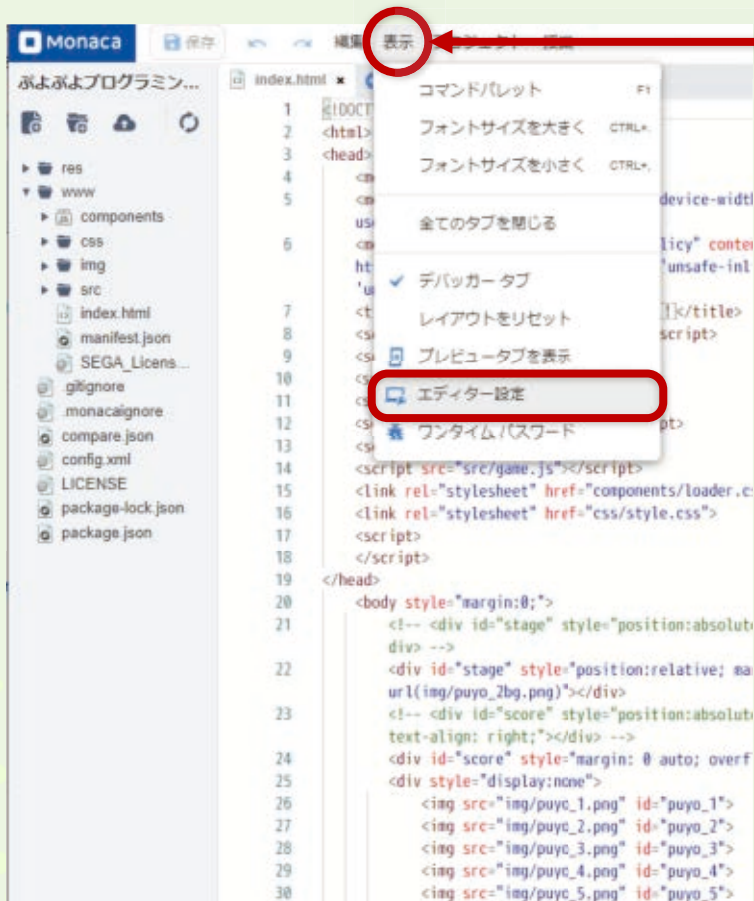 Monaca 保存 編集 表示
ぷよぷよプログラミン... index.html ×
コマンドパレット F1
フォントサイズを大きく CTRL+.
フォントサイズを小さく CTRL+,
全てのタブを閉じる
デバッガー タブ
レイアウトをリセット
プレビュータブを表示
エディター設定
ワンタイム パスワード
res
www
components
css
img
src
index.html
manifest.json
SEGA_Licens...
.gitignore
.monacaignore
compare.json
config.xml
LICENSE
package-lock.json
package.json
1 <!DOCT
2 <html>
3 <head>
4
5 device-width
6 licy" conte
'unsafe-inl
7 </title>
8 script>
9
10
11
12 pt>
13
14 <script src="src/game.js"></script>
15 <link rel="stylesheet" href="components/loader.c
16 <link rel="stylesheet" href="css/style.css">
17 <script>
18 </script>
19 </head>
20 <body style="margin:0;">
21 <!-- <div id="stage" style="position:absolut
div> -->
22 <div id="stage" style="position:relative; ma
url(img/puyo_2bg.png)"></div>
23 <!-- <div id="score" style="position:absolut
text-align: right;"></div> -->
24 <div id="score" style="margin: 0 auto; overf
25 <div style="display:none">
26 <img src="img/puyo_1.png" id="puyo_1">
27 <img src="img/puyo_2.png" id="puyo_2">
28 <img src="img/puyo_3.png" id="puyo_3">
29 <img src="img/puyo_4.png" id="puyo_4">
30 <img src="img/puyo_5.png" id="puyo_5">